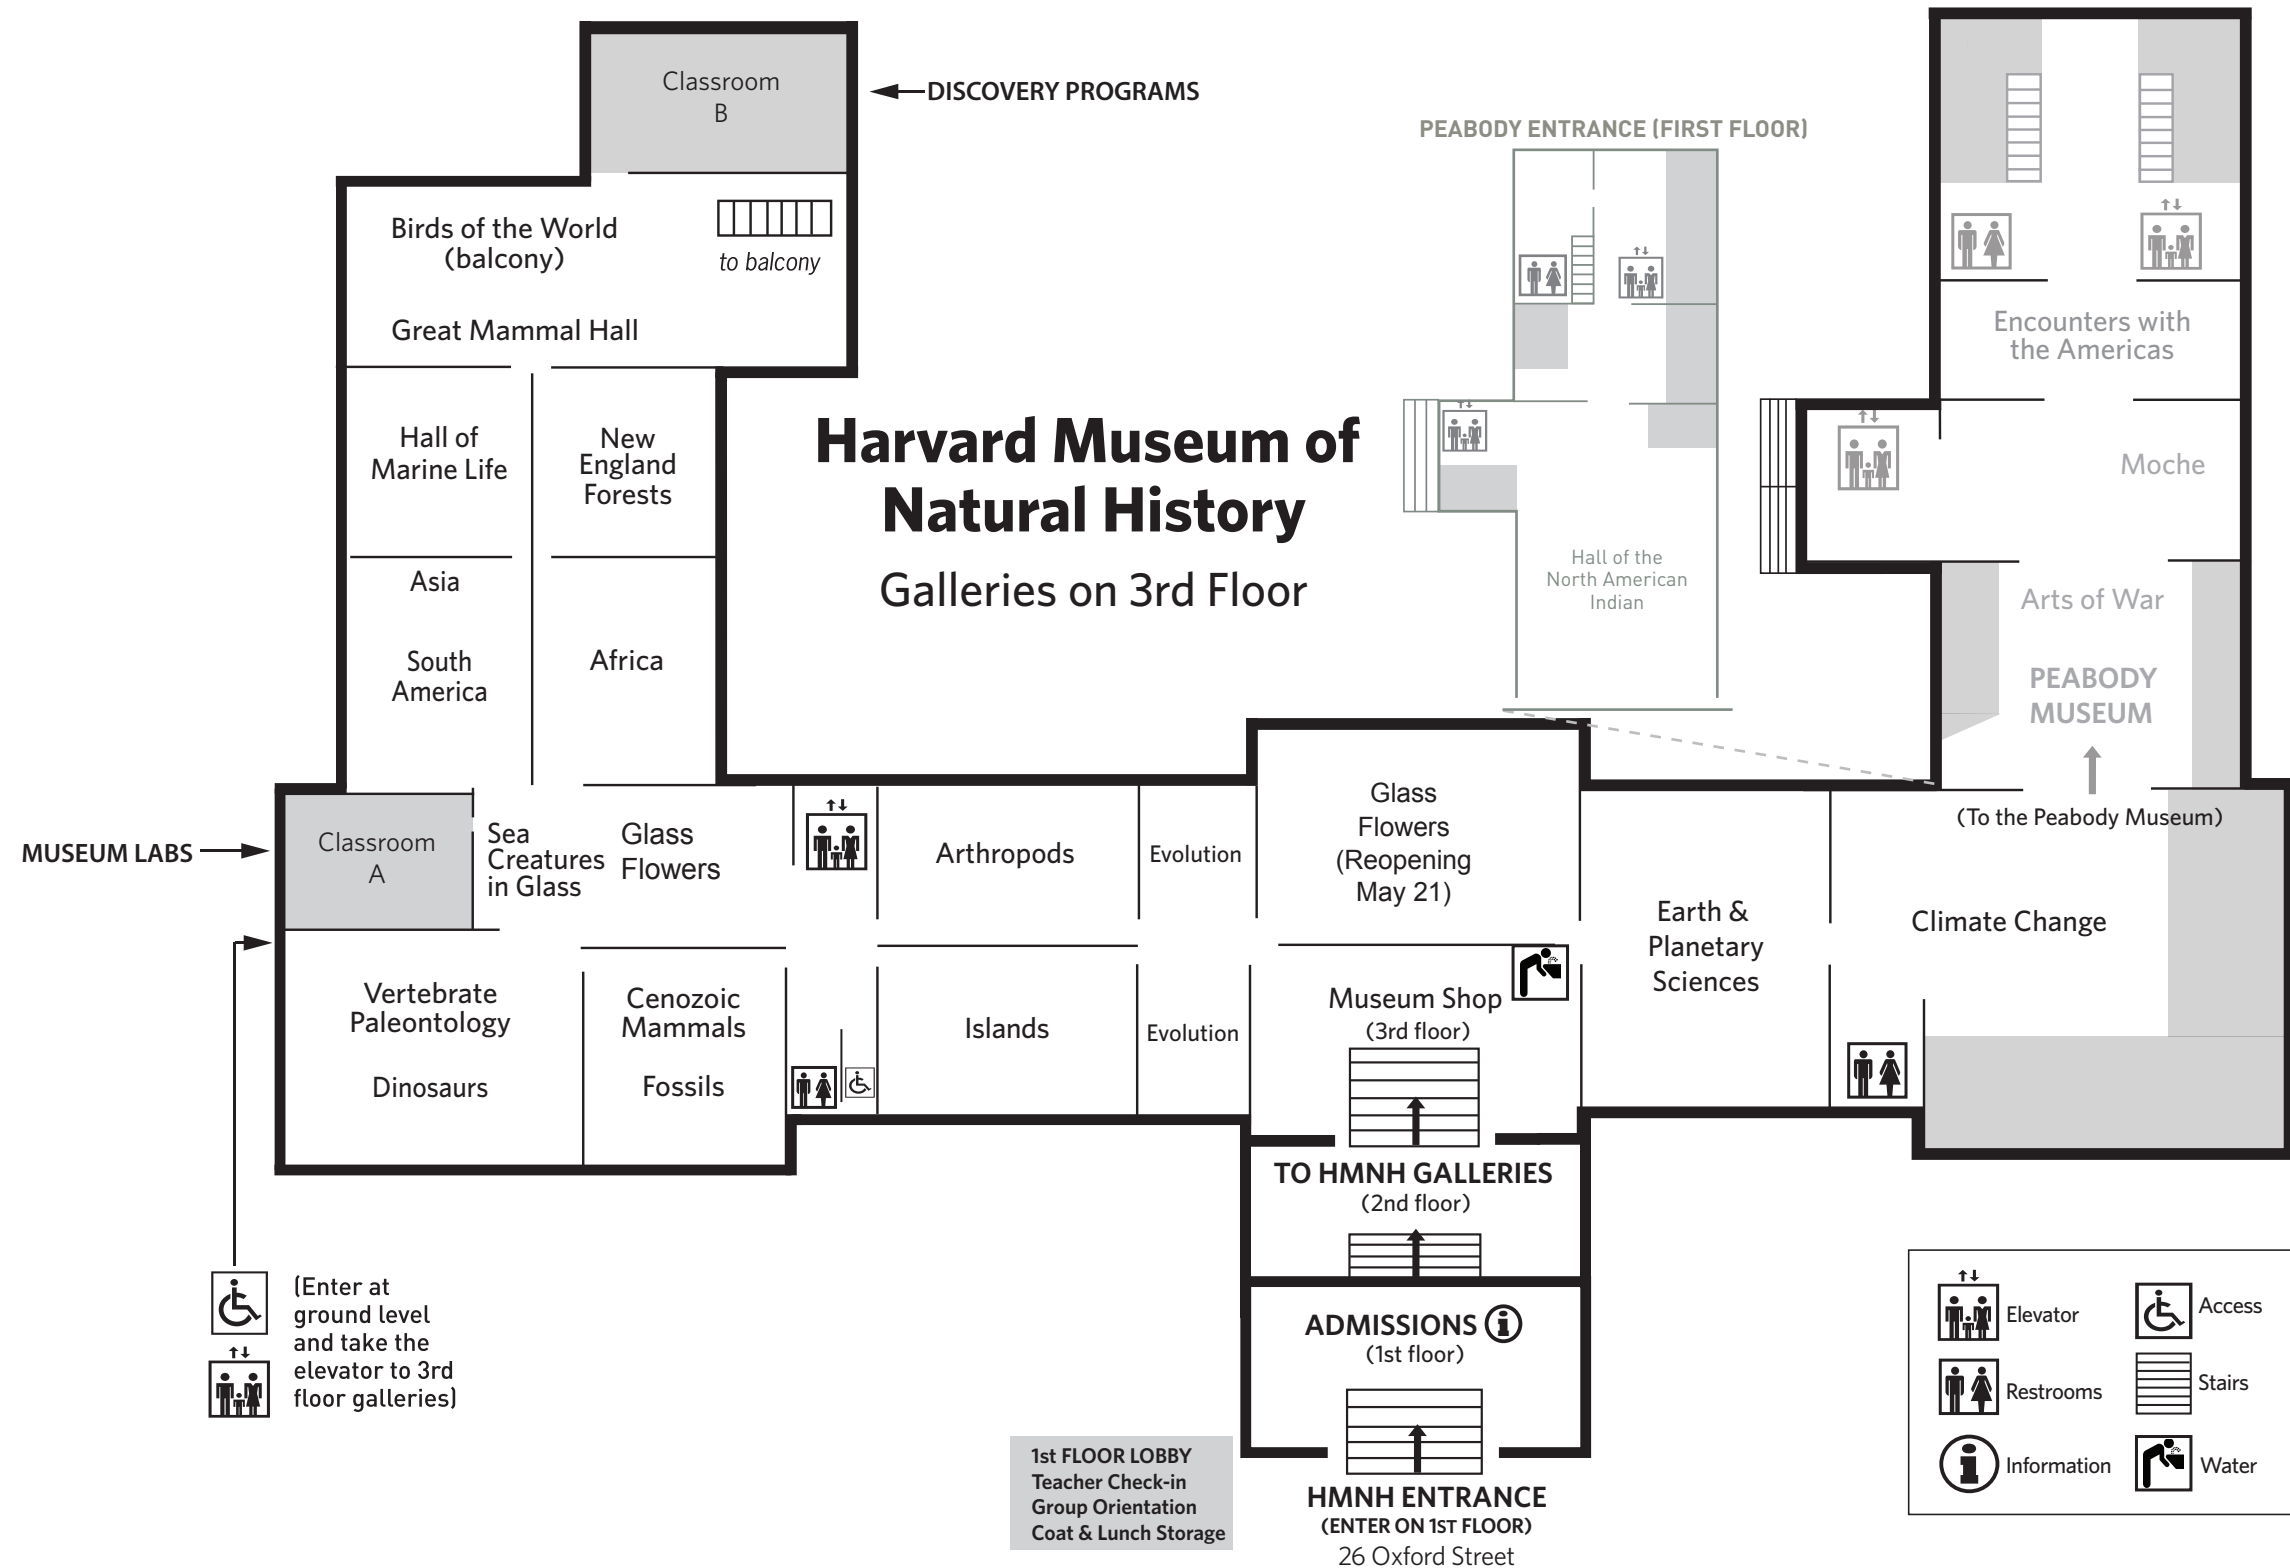 Classroom
B
DISCOVERY PROGRAMS
PEABODY ENTRANCE (FIRST FLOOR)
Birds of the World
(balcony)
to balcony
Great Mammal Hall
Encounters with
the Americas
Hall of
Marine Life
New
England
Forests
Harvard Museum of
Natural History
Galleries on 3rd Floor
Moche
Hall of the
North American
Indian
Asia
South
America
Africa
Arts of War
PEABODY
MUSEUM
(To the Peabody Museum)
MUSEUM LABS
Classroom
A
Sea
Creatures
in Glass
Glass
Flowers
Arthropods
Evolution
Glass
Flowers
(Reopening
May 21)
Earth &
Planetary
Sciences
Climate Change
Vertebrate
Paleontology
Dinosaurs
Cenozoic
Mammals
Fossils
Islands
Evolution
Museum Shop
(3rd floor)
TO HMNH GALLERIES
(2nd floor)
ADMISSIONS
(1st floor)
(Enter at
ground level
and take the
elevator to 3rd
floor galleries)
1st FLOOR LOBBY
Teacher Check-in
Group Orientation
Coat & Lunch Storage
HMNH ENTRANCE
(ENTER ON 1ST FLOOR)
26 Oxford Street
Elevator
Access
Restrooms
Stairs
Information
Water